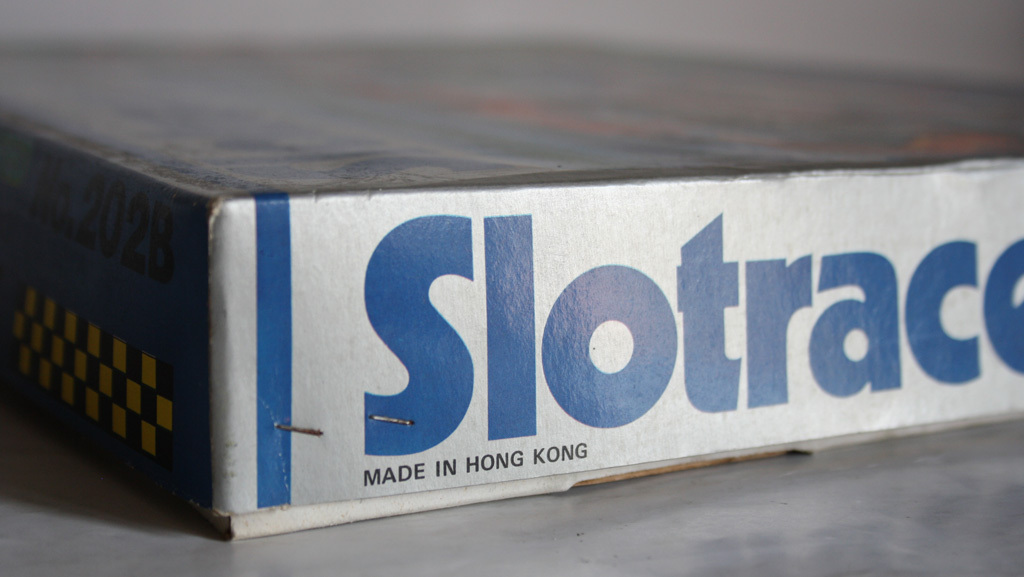 No. 202B
Slotrace
MADE IN HONG KONG